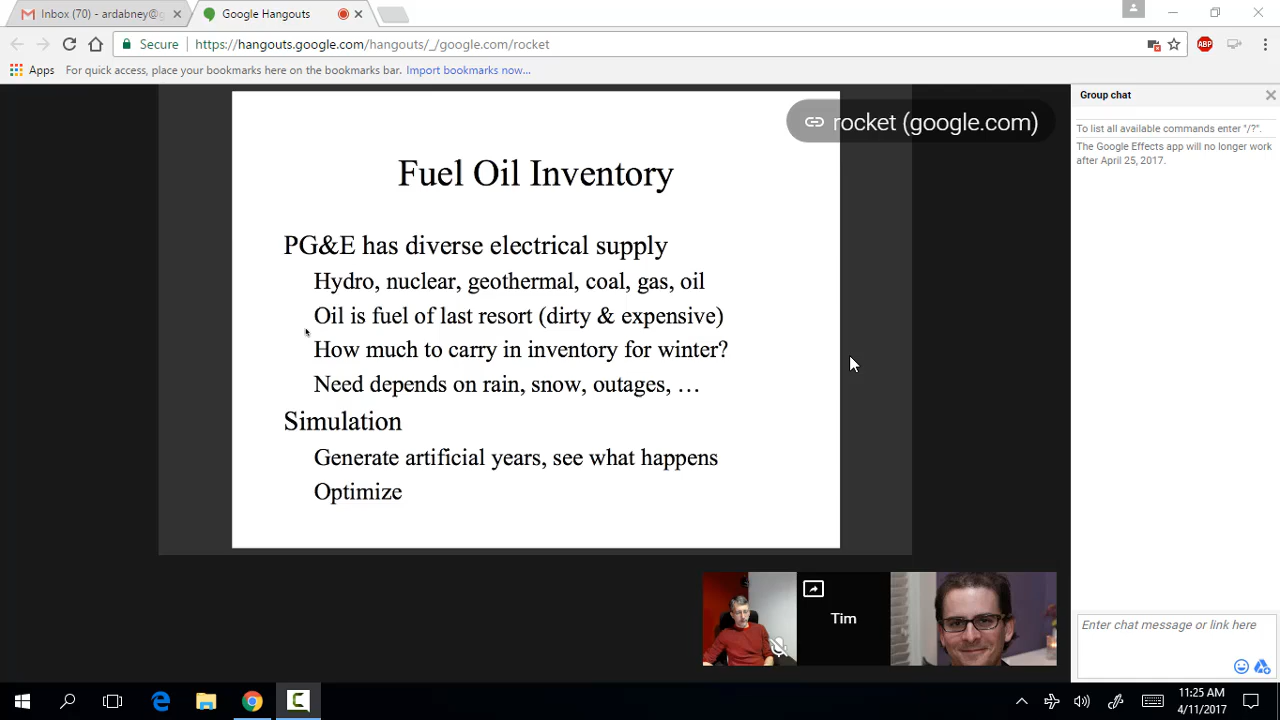 Inbox (70) - ardabney@g
Google Hangouts
Secure
https://hangouts.google.com/hangouts/_/google.com/rocket
ABP
Apps
For quick access, place your bookmarks here on the bookmarks bar. Import bookmarks now...
rocket (google.com)
Fuel Oil Inventory
PG&E has diverse electrical supply
Hydro, nuclear, geothermal, coal, gas, oil
Oil is fuel of last resort (dirty & expensive)
How much to carry in inventory for winter?
Need depends on rain, snow, outages, …
Simulation
Generate artificial years, see what happens
Optimize
Tim
Group chat
To list all available commands enter "/?".
The Google Effects app will no longer work
after April 25, 2017.
Enter chat message or link here
11:25 AM
4/11/2017